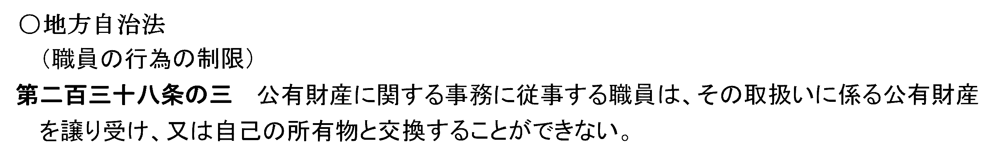 ○地方自治法
（職員の行為の制限）
第二百三十八条の三　公有財産に関する事務に従事する職員は、その取扱いに係る公有財産
を譲り受け、又は自己の所有物と交換することができない。